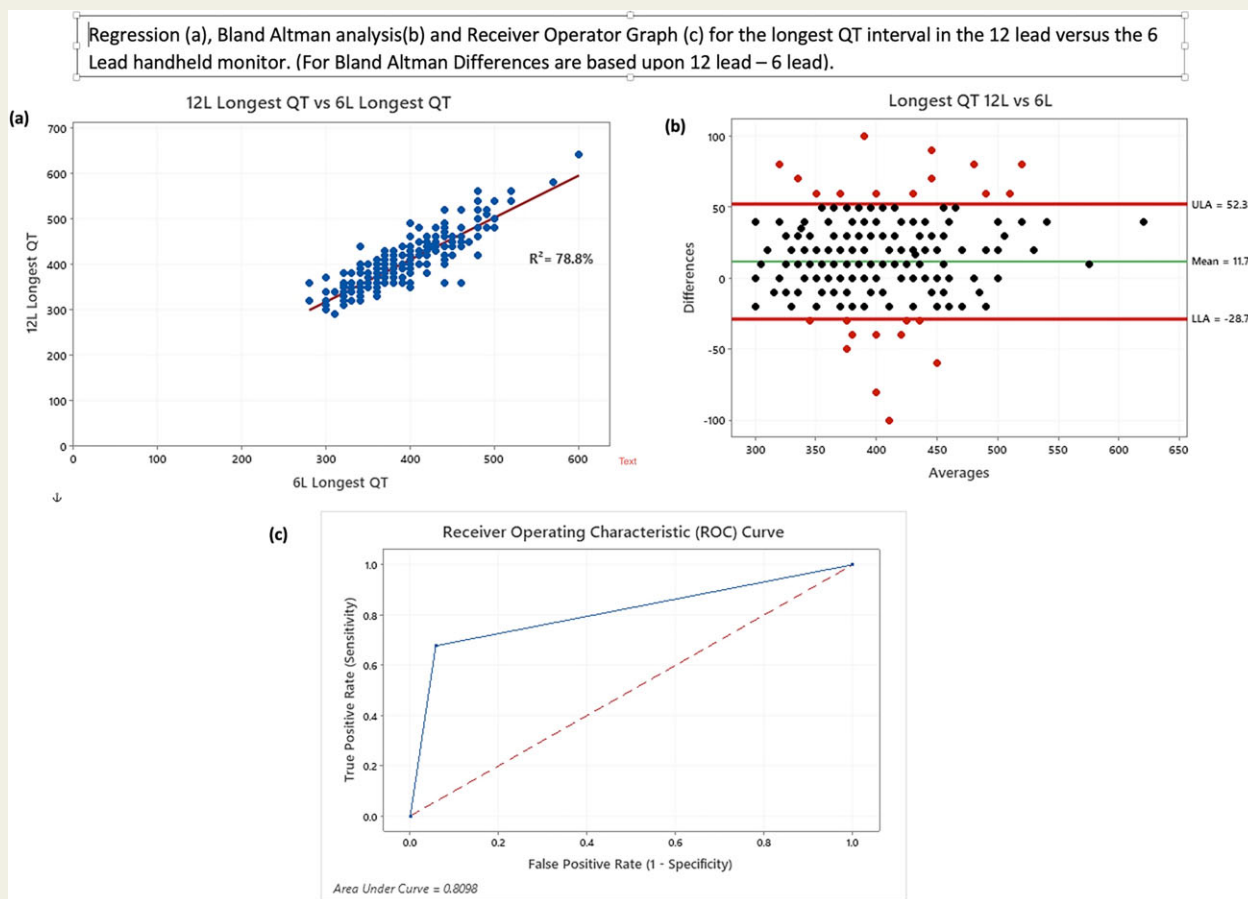 Regression (a), Bland Altman analysis(b) and Receiver Operator Graph (c) for the longest QT interval in the 12 lead versus the 6
Lead handheld monitor. (For Bland Altman Differences are based upon 12 lead – 6 lead).
(a)
12L Longest QT vs 6L Longest QT
12L Longest QT
700
600
500
400
300
200
100
0
R²= 78.8%
0 100 200 300 400 500 600
6L Longest QT
Text
(b)
Longest QT 12L vs 6L
Differences
100
50
0
-50
-100
ULA = 52.3
Mean = 11.7
LLA = -28.7
300 350 400 450 500 550 600 650
Averages
(c)
Receiver Operating Characteristic (ROC) Curve
True Positive Rate (Sensitivity)
1.0
0.8
0.6
0.4
0.2
0.0
0.0 0.2 0.4 0.6 0.8 1.0
False Positive Rate (1 - Specificity)
Area Under Curve = 0.8098